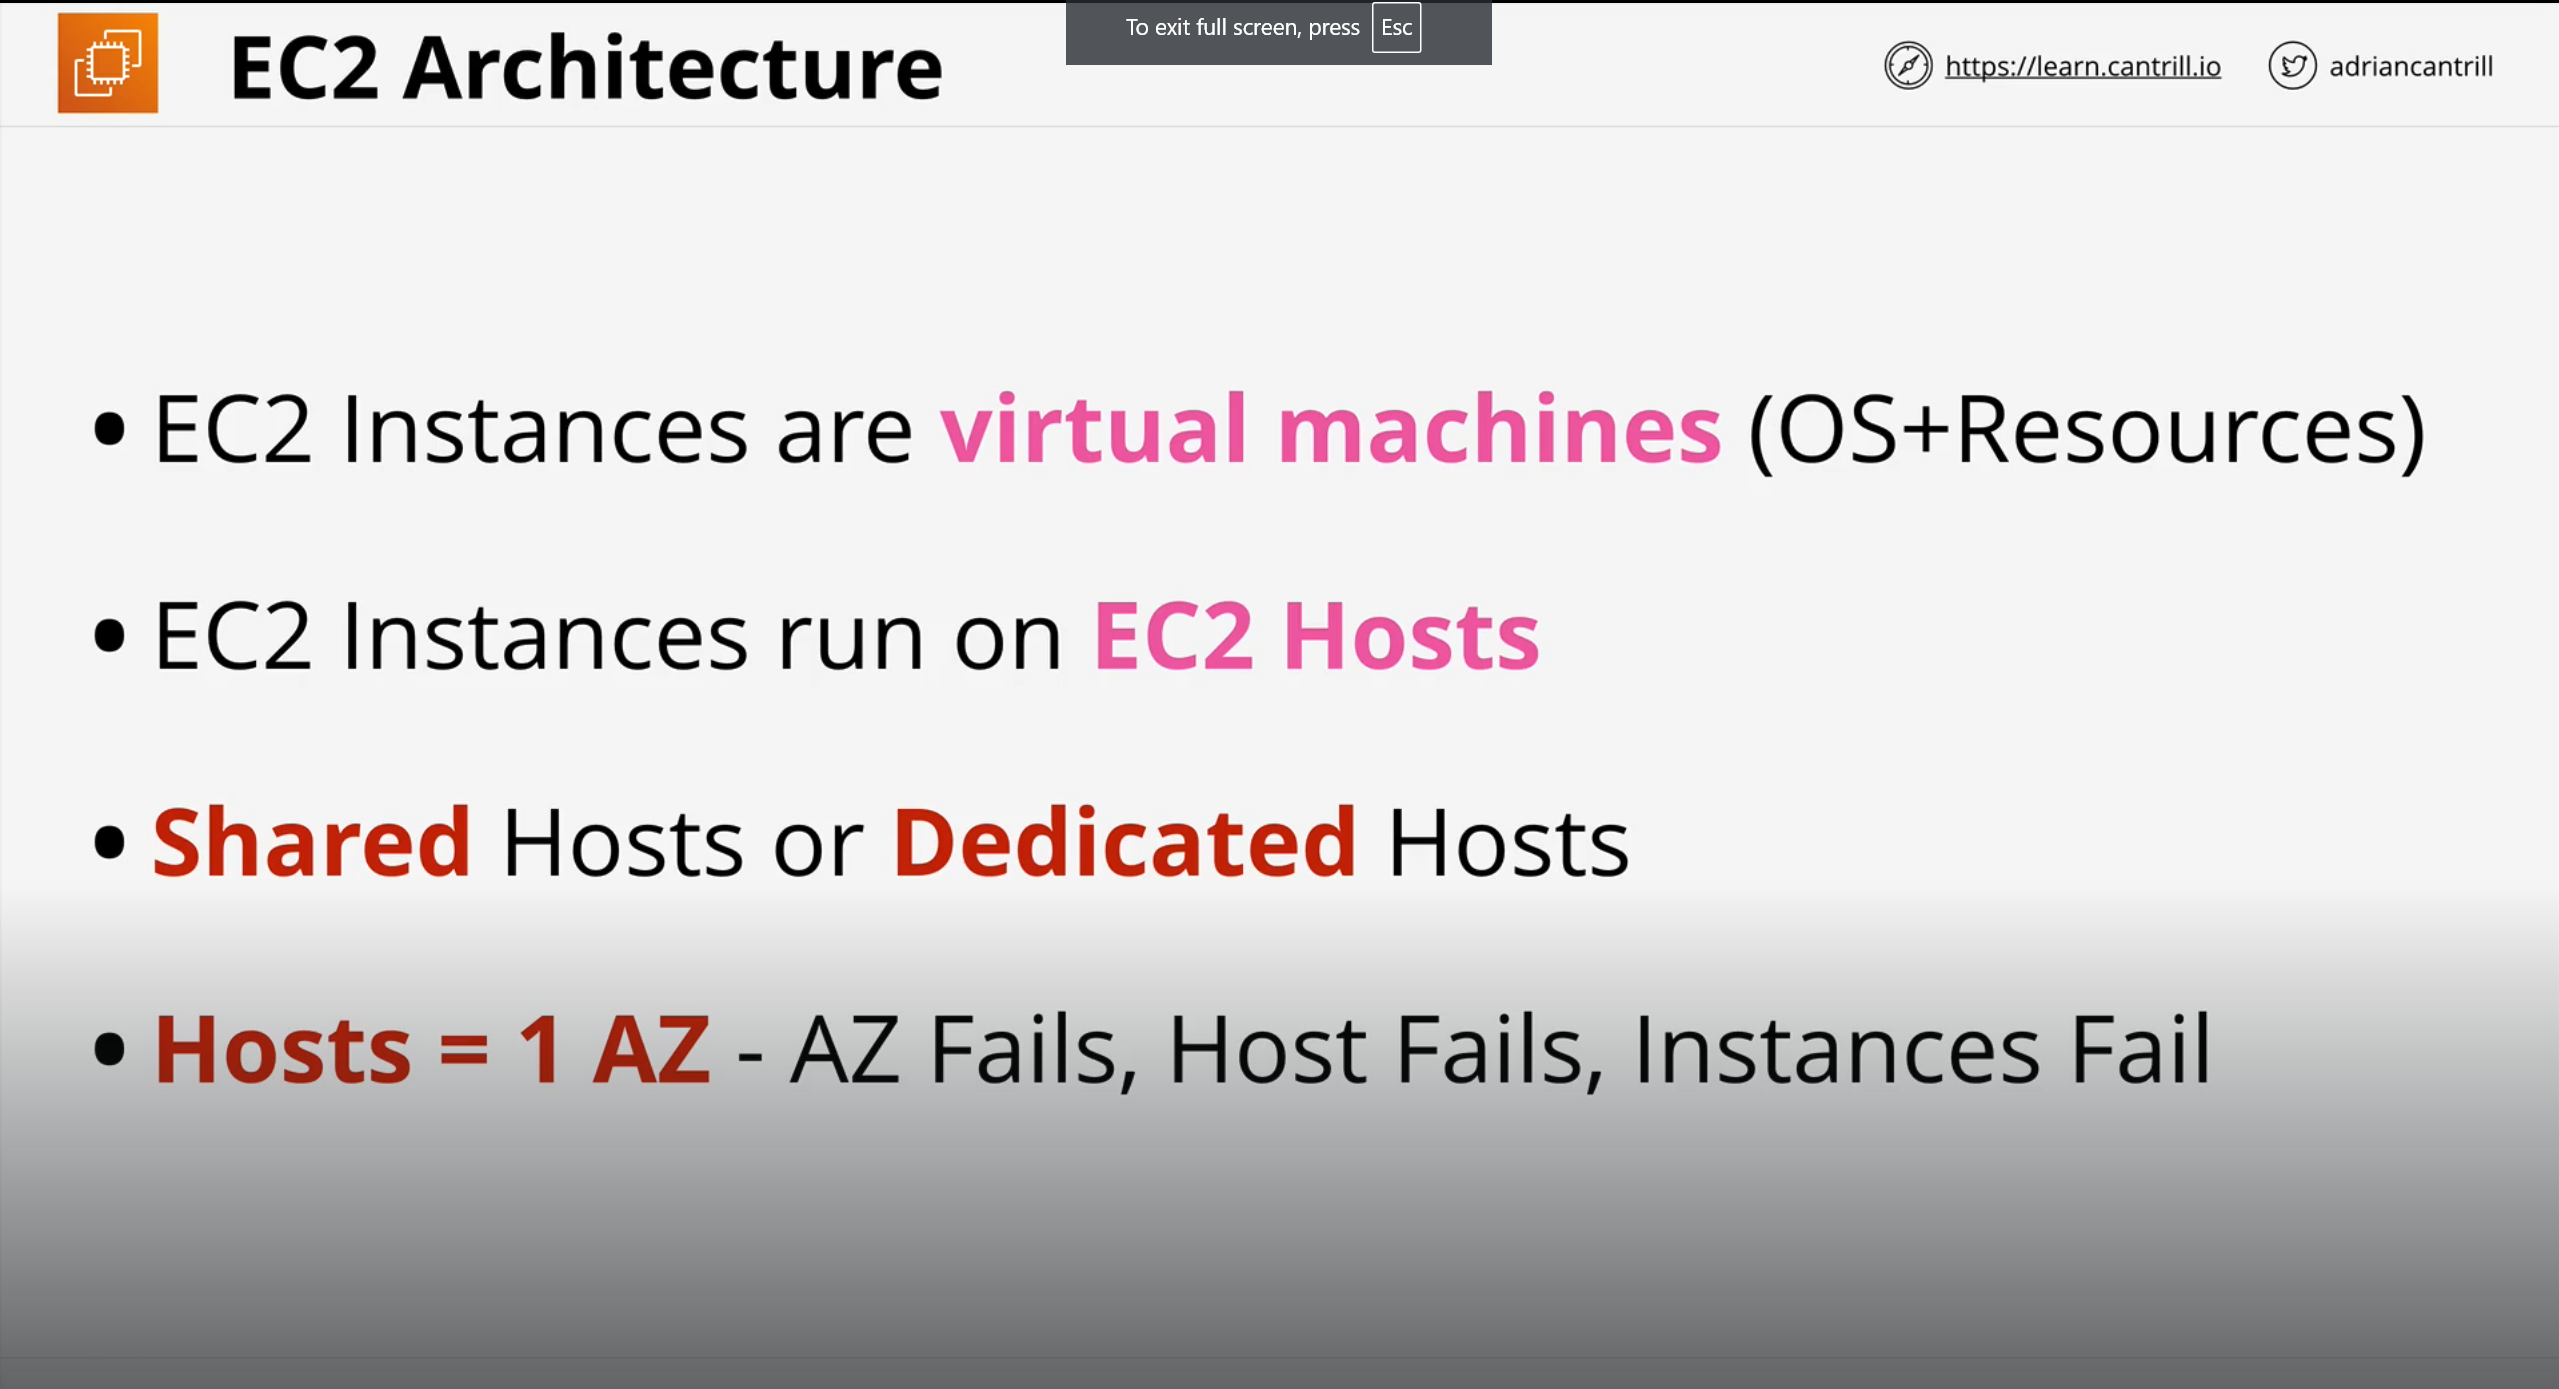 To exit full screen, press Esc
EC2 Architecture
https://learn.cantrill.io
adriancantrill
• EC2 Instances are virtual machines (OS+Resources)
• EC2 Instances run on EC2 Hosts
• Shared Hosts or Dedicated Hosts
• Hosts = 1 AZ - AZ Fails, Host Fails, Instances Fail